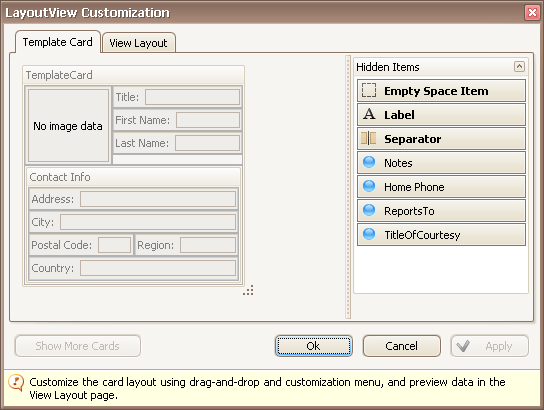 LayoutView Customization
Template Card
View Layout
TemplateCard
No image data
Title:
First Name:
Last Name:
Contact Info
Address:
City:
Postal Code:
Region:
Country:
Hidden Items
Empty Space Item
A Label
Separator
Notes
Home Phone
ReportsTo
TitleOfCourtesy
Show More Cards
Ok
Cancel
Apply
Customize the card layout using drag-and-drop and customization menu, and preview data in the
View Layout page.